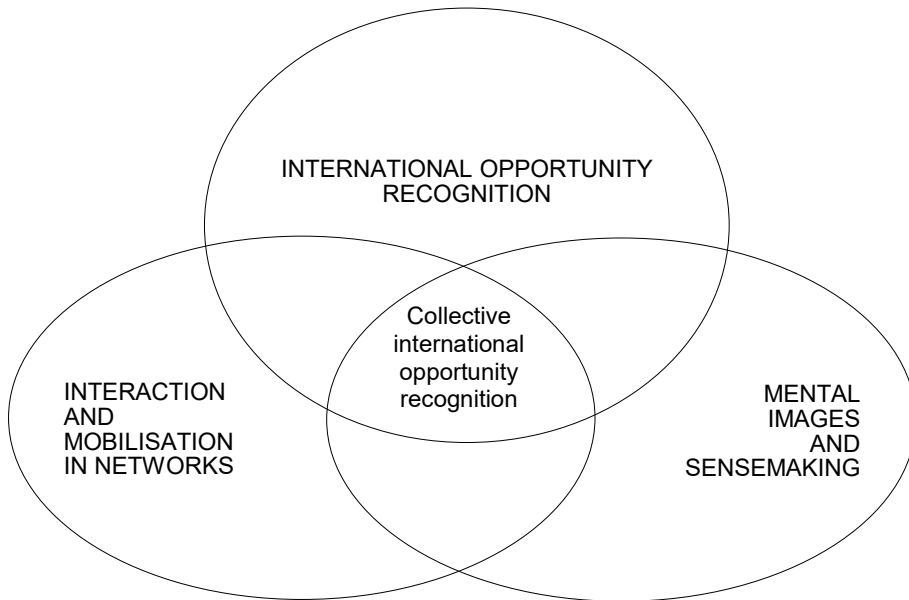 INTERNATIONAL OPPORTUNITY
RECOGNITION
Collective
international
opportunity
recognition
INTERACTION
AND
MOBILISATION
IN NETWORKS
MENTAL
IMAGES
AND
SENSEMAKING